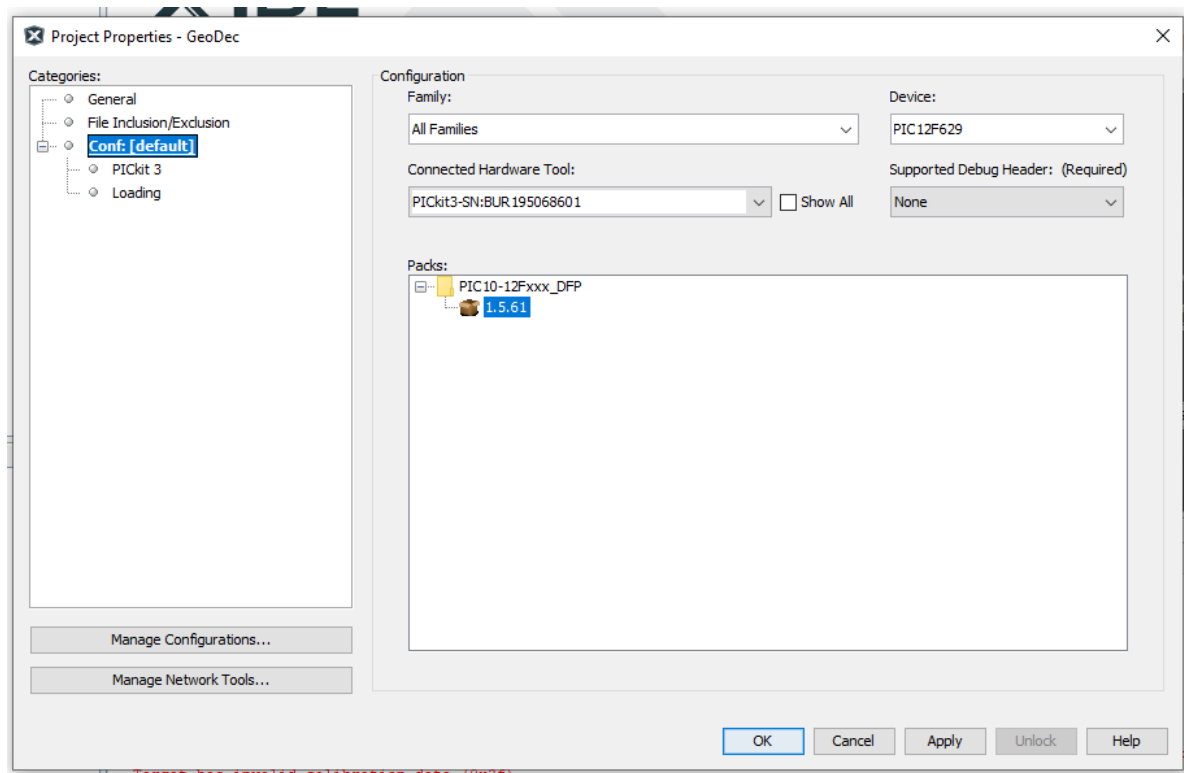 Project Properties - GeoDec
Categories:
General
File Inclusion/Exclusion
Conf: [default]
PICkit 3
Loading
Manage Configurations...
Manage Network Tools...
Configuration
Family:
Device:
All Families
PIC12F629
Connected Hardware Tool:
Supported Debug Header: (Required)
PICkit3-SN:BUR195068601
Show All
None
Packs:
PIC10-12Fxxx_DFP
1.5.61
OK
Cancel
Apply
Unlock
Help